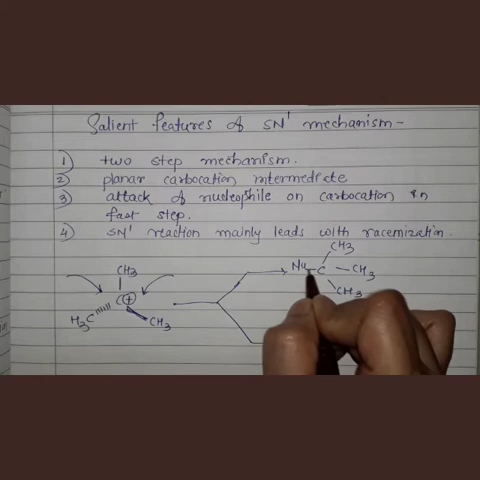 Salient features of SN' mechanism-
1) two step mechanism.
2) planar carbocation intermediate
3) attack of nucleophile on carbocation in
fast step.
4) SN' reaction mainly leads with racemization.
CH3
Nu-C-CH3
CH3
CH3
C+
H3C
CH3